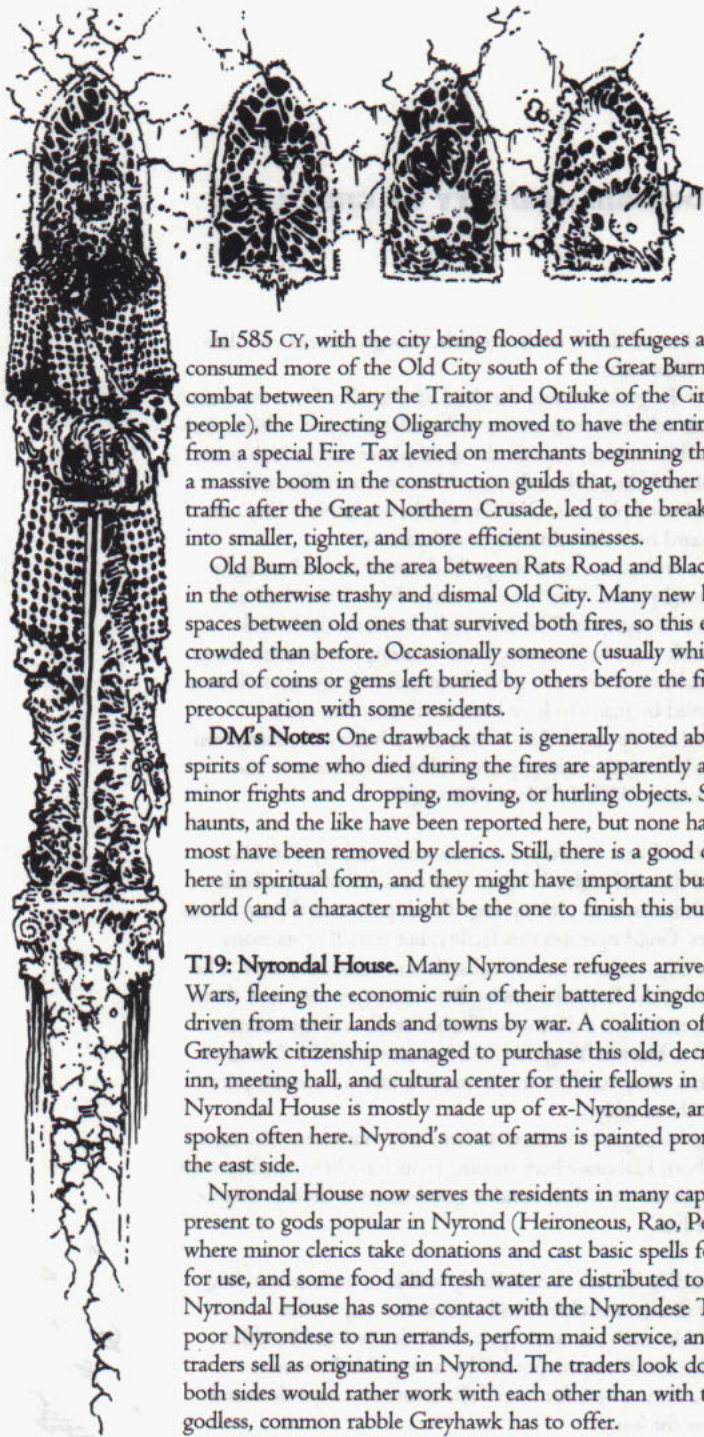 In 585 CY, with the city being flooded with refugees a
consumed more of the Old City south of the Great Burn
combat between Rary the Traitor and Otiluke of the Cir
people), the Directing Oligarchy moved to have the entir
from a special Fire Tax levied on merchants beginning th
a massive boom in the construction guilds that, together
traffic after the Great Northern Crusade, led to the break
into smaller, tighter, and more efficient businesses.
Old Burn Block, the area between Rats Road and Blac
in the otherwise trashy and dismal Old City. Many new b
spaces between old ones that survived both fires, so this e
crowded than before. Occasionally someone (usually whi
hoard of coins or gems left buried by others before the fi
preoccupation with some residents.
DM's Notes: One drawback that is generally noted ab
spirits of some who died during the fires are apparently a
minor frights and dropping, moving, or hurling objects. S
haunts, and the like have been reported here, but none ha
most have been removed by clerics. Still, there is a good c
here in spiritual form, and they might have important bus
world (and a character might be the one to finish this bu
T19: Nyrondal House. Many Nyrondese refugees arrive
Wars, fleeing the economic ruin of their battered kingdo
driven from their lands and towns by war. A coalition of
Greyhawk citizenship managed to purchase this old, decr
inn, meeting hall, and cultural center for their fellows in
Nyrondal House is mostly made up of ex-Nyrondese, an
spoken often here. Nyrond's coat of arms is painted pron
the east side.
Nyrondal House now serves the residents in many cap
present to gods popular in Nyrond (Heironeous, Rao, Pe
where minor clerics take donations and cast basic spells f
for use, and some food and fresh water are distributed to
Nyrondal House has some contact with the Nyrondese T
poor Nyrondese to run errands, perform maid service, an
traders sell as originating in Nyrond. The traders look do
both sides would rather work with each other than with t
godless, common rabble Greyhawk has to offer.